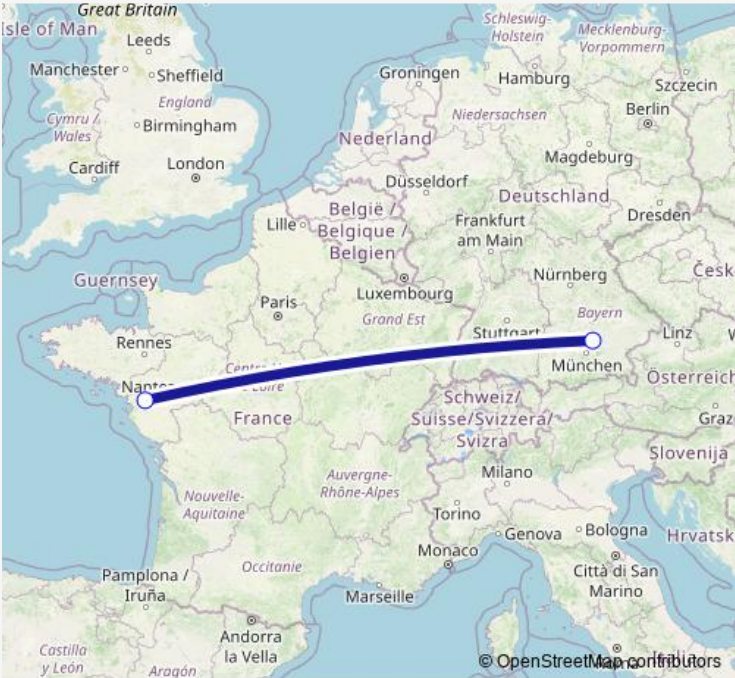 Great Britain
Isle of Man
Leeds
Manchester
Sheffield
England
Cymru /
Wales
Birmingham
Cardiff
London
Schleswig-
Holstein
Mecklenburg-
Vorpommern
Groningen
Hamburg
Szczecin
Niedersachsen
Berlin
Nederland
Magdeburg
Düsseldorf
Deutschland
België /
Belgique /
Belgien
Lille
Frankfurt
am Main
Dresden
Guernsey
Luxembourg
Nürnberg
Paris
Grand Est
Bayern
Rennes
Stuttgart
Linz
München
Österreich
Nantes
France
Schweiz/
Suisse/Svizzera/
Svizra
Slovenija
Auvergne-
Rhône-Alpes
Milano
Nouvelle-
Aquitaine
Torino
Genova
Bologna
Monaco
Occitanie
Pamplona /
Iruña
Marseille
Città di San
Marino
Andorra
la Vella
Castilla
y León
Aragón
© OpenStreetMap contributors